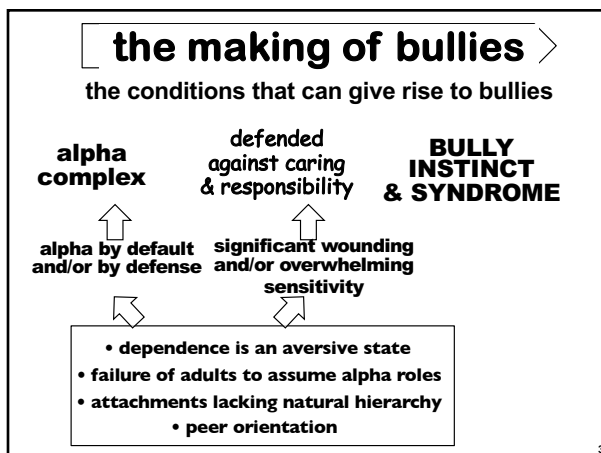 the making of bullies
the conditions that can give rise to bullies
alpha
complex
defended
against caring
& responsibility
BULLY
INSTINCT
& SYNDROME
alpha by default
and/or by defense
significant wounding
and/or overwhelming
sensitivity
• dependence is an aversive state
• failure of adults to assume alpha roles
• attachments lacking natural hierarchy
• peer orientation
3